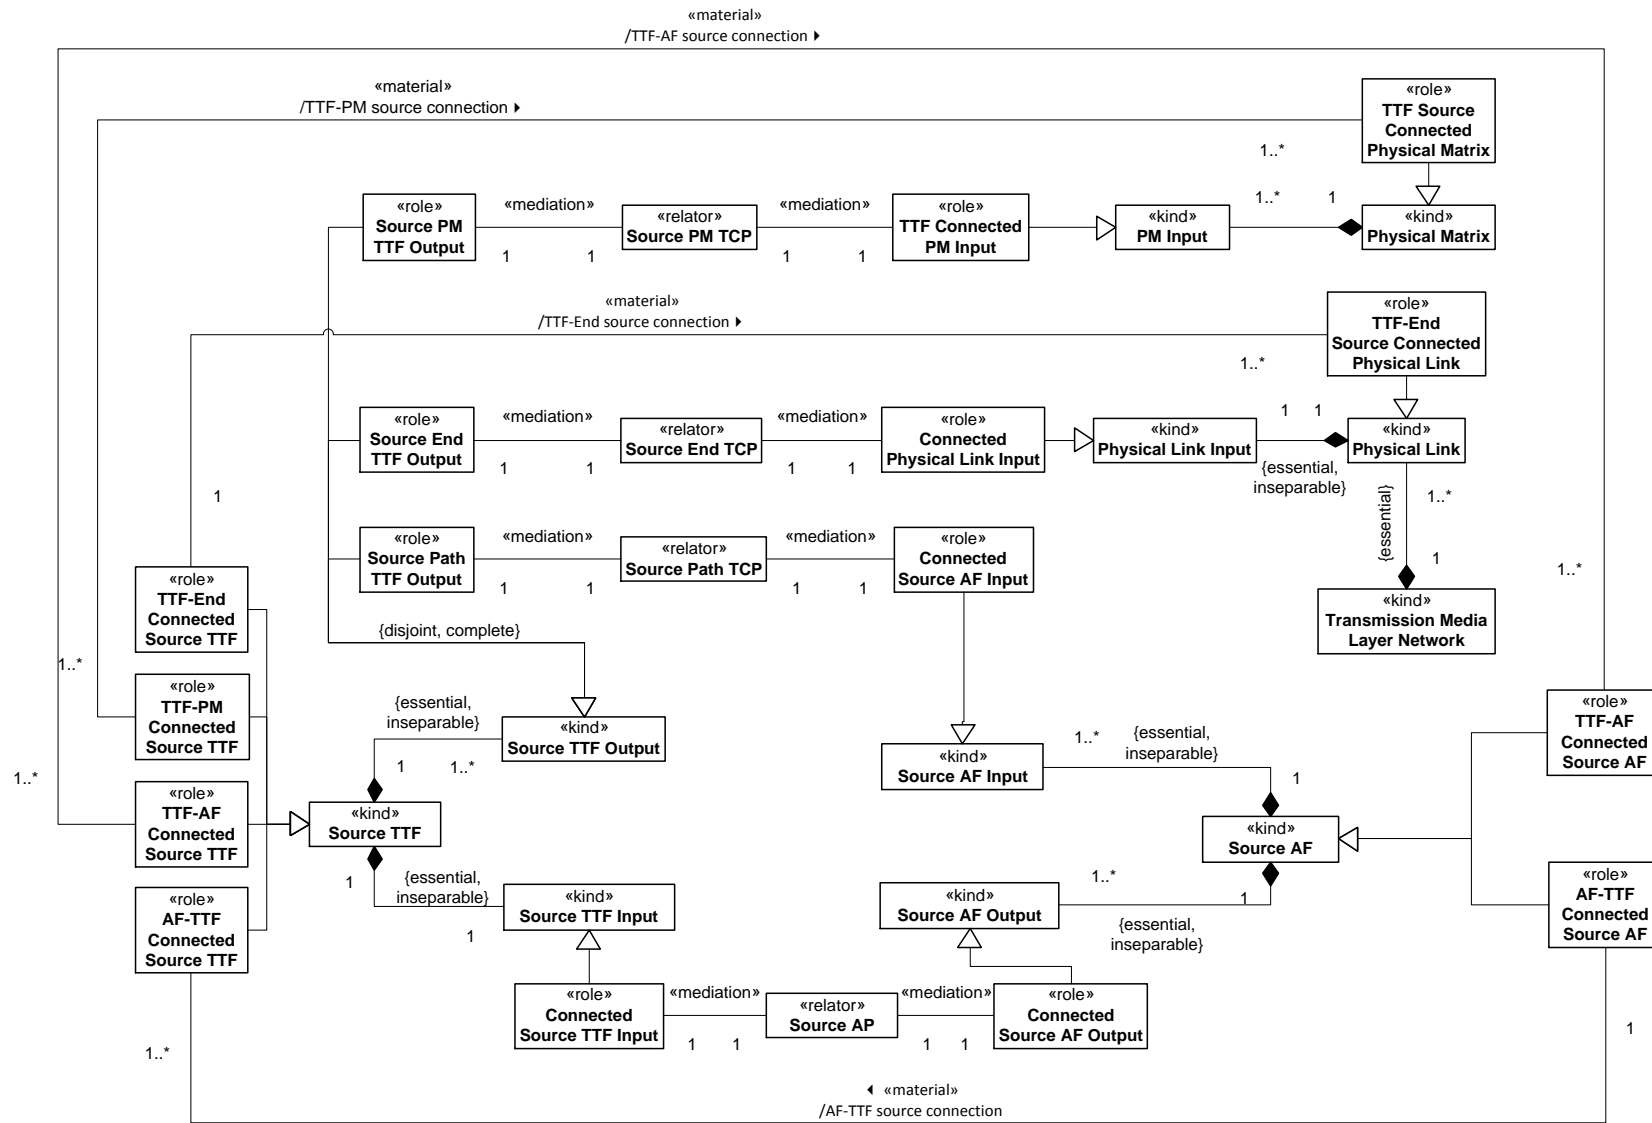 «material»
/TTF-AF source connection ▶
«material»
/TTF-PM source connection ▶
«role»
TTF Source
Connected
Physical Matrix
1..*
«role»
Source PM
TTF Output
«mediation»
1 1
«relator»
Source PM TCP
«mediation»
1 1
«role»
TTF Connected
PM Input
«kind»
PM Input
1..* 1
«kind»
Physical Matrix
«material»
/TTF-End source connection ▶
«role»
TTF-End
Source Connected
Physical Link
1..*
«role»
Source End
TTF Output
«mediation»
1 1
«relator»
Source End TCP
«mediation»
1 1
«role»
Connected
Physical Link Input
«kind»
Physical Link Input
1 1
{essential,
inseparable}
«kind»
Physical Link
1..*
{essential}
1
«kind»
Transmission Media
Layer Network
1
«role»
Source Path
TTF Output
«mediation»
1 1
«relator»
Source Path TCP
«mediation»
1 1
«role»
Connected
Source AF Input
1..*
«role»
TTF-End
Connected
Source TTF
{disjoint, complete}
1..*
«role»
TTF-PM
Connected
Source TTF
{essential,
inseparable}
«kind»
Source TTF Output
1 1..*
«kind»
Source AF Input
1..*
{essential,
inseparable}
1
«role»
TTF-AF
Connected
Source AF
1..*
«role»
TTF-AF
Connected
Source TTF
«kind»
Source TTF
«kind»
Source AF
1
{essential,
inseparable}
1
«kind»
Source TTF Input
«kind»
Source AF Output
1..*
{essential,
inseparable}
1
«role»
AF-TTF
Connected
Source TTF
«role»
AF-TTF
Connected
Source AF
«role»
Connected
Source TTF Input
«mediation»
1 1
«relator»
Source AP
«mediation»
1 1
«role»
Connected
Source AF Output
1..*
1
◀ «material»
/AF-TTF source connection